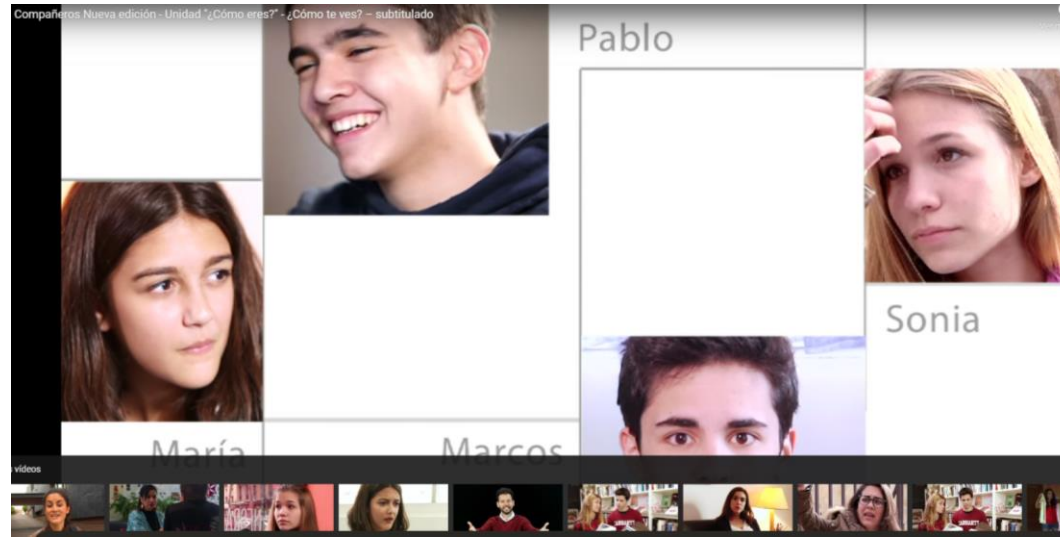 Compañeros Nueva edición - Unidad "¿Cómo eres?" - ¿Cómo te ves? – subtitulado
Pablo
Sonia
María
Marcos
s vídeos